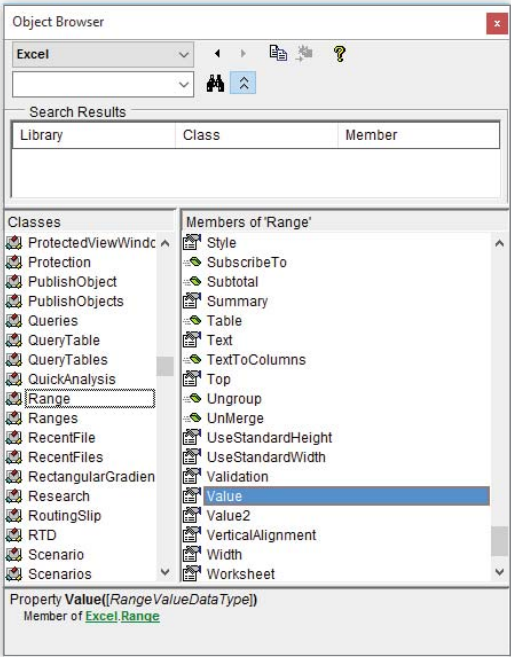 Object Browser
x
Excel
Search Results
Library Class Member
Classes
ProtectedViewWindc
Protection
PublishObject
PublishObjects
Queries
QueryTable
QueryTables
QuickAnalysis
Range
Ranges
RecentFile
RecentFiles
RectangularGradien
Research
RoutingSlip
RTD
Scenario
Scenarios
Members of 'Range'
Style
SubscribeTo
Subtotal
Summary
Table
Text
TextToColumns
Top
Ungroup
UnMerge
UseStandardHeight
UseStandardWidth
Validation
Value
Value2
VerticalAlignment
Width
Worksheet
Property Value([RangeValueDataType])
Member of Excel.Range